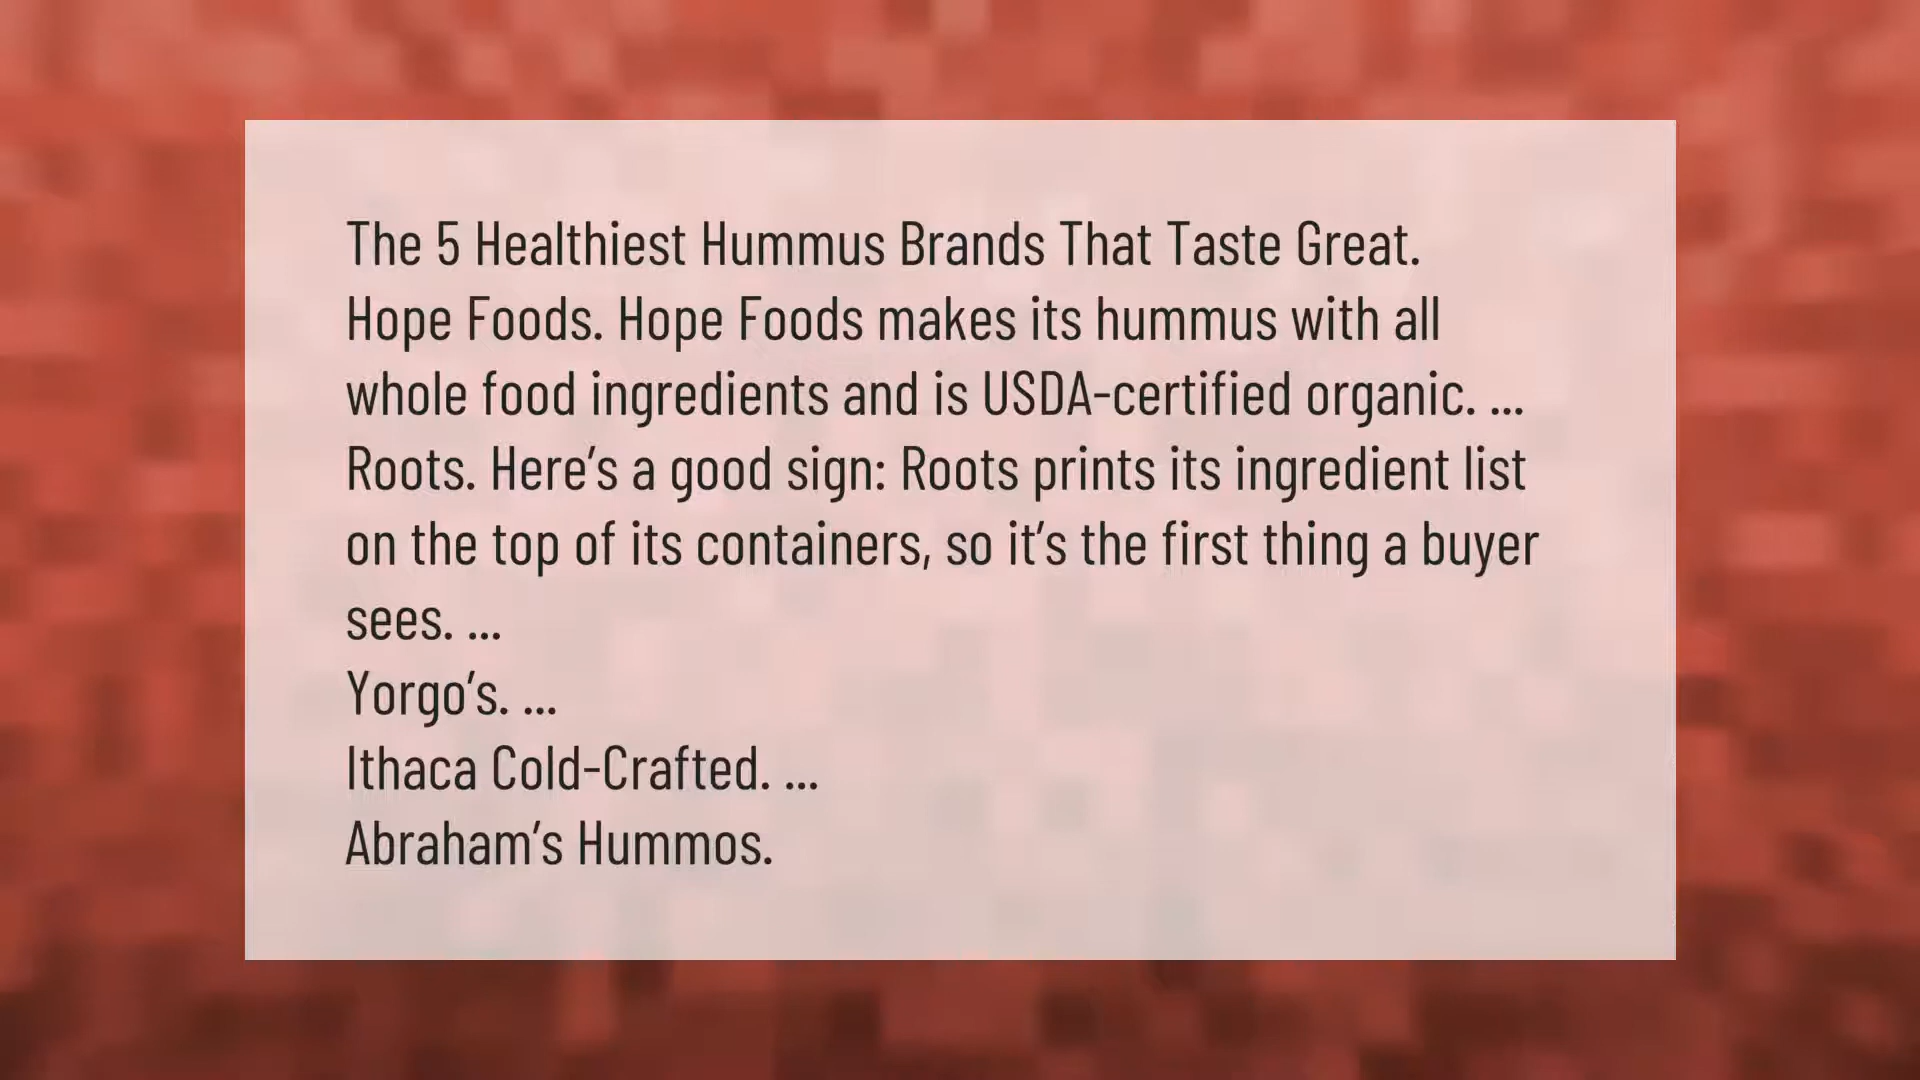 The 5 Healthiest Hummus Brands That Taste Great.
Hope Foods. Hope Foods makes its hummus with all
whole food ingredients and is USDA-certified organic. ...
Roots. Here’s a good sign: Roots prints its ingredient list
on the top of its containers, so it’s the first thing a buyer
sees. ...
Yorgo’s. ...
Ithaca Cold-Crafted. ...
Abraham’s Hummos.